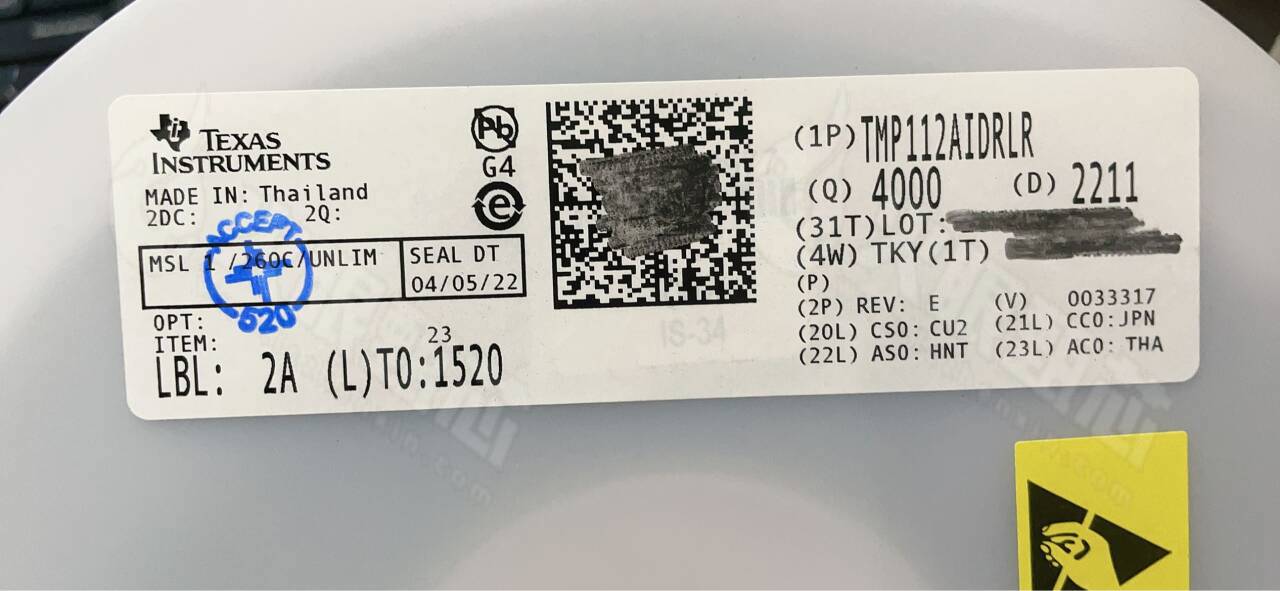 TEXAS
INSTRUMENTS
MADE IN: Thailand
2DC: 2Q:
ACCEPT
620
MSL 1 /260C/UNLIM
SEAL DT
04/05/22
OPT:
ITEM: 23
LBL: 2A (L)TO:1520
Pb
G4
e
IS-34
(1P)TMP112AIDRLR
(Q) 4000 (D) 2211
(31T)LOT:
(4W) TKY(1T)
(P)
(2P) REV: E (V) 0033317
(20L) CSO: CU2 (21L) CCO:JPN
(22L) ASO: HNT (23L) ACO: THA